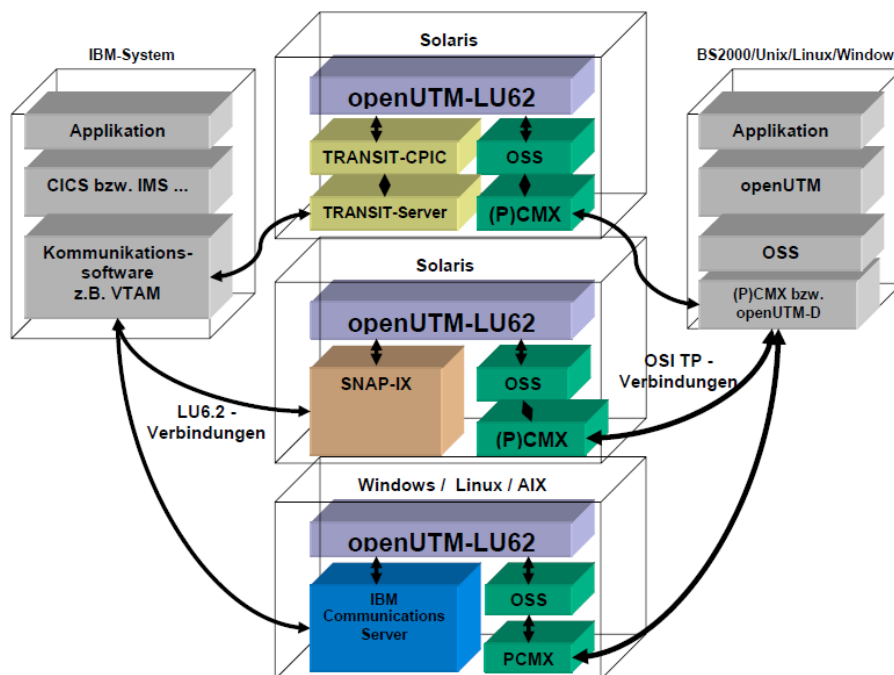 Solaris
IBM-System
BS2000/Unix/Linux/Window
openUTM-LU62
Applikation
TRANSIT-CPIC
OSS
Applikation
CICS bzw. IMS ...
openUTM
TRANSIT-Server
(P)CMX
Kommunikations-
software
z.B. VTAM
OSS
(P)CMX bzw.
openUTM-D
Solaris
openUTM-LU62
SNAP-IX
OSS
OSI TP -
Verbindungen
LU6.2 -
Verbindungen
(P)CMX
Windows / Linux / AIX
openUTM-LU62
IBM
Communications
Server
OSS
PCMX